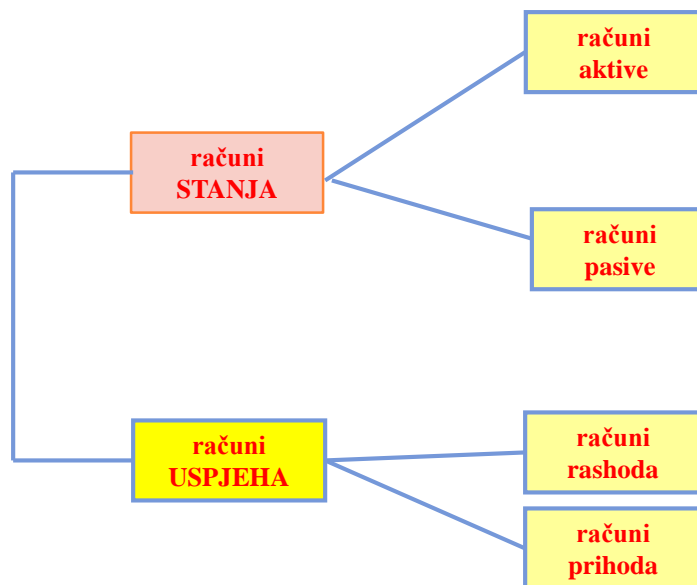 računi
aktive
računi
STANJA
računi
pasive
računi
USPJEHA
računi
rashoda
računi
prihoda